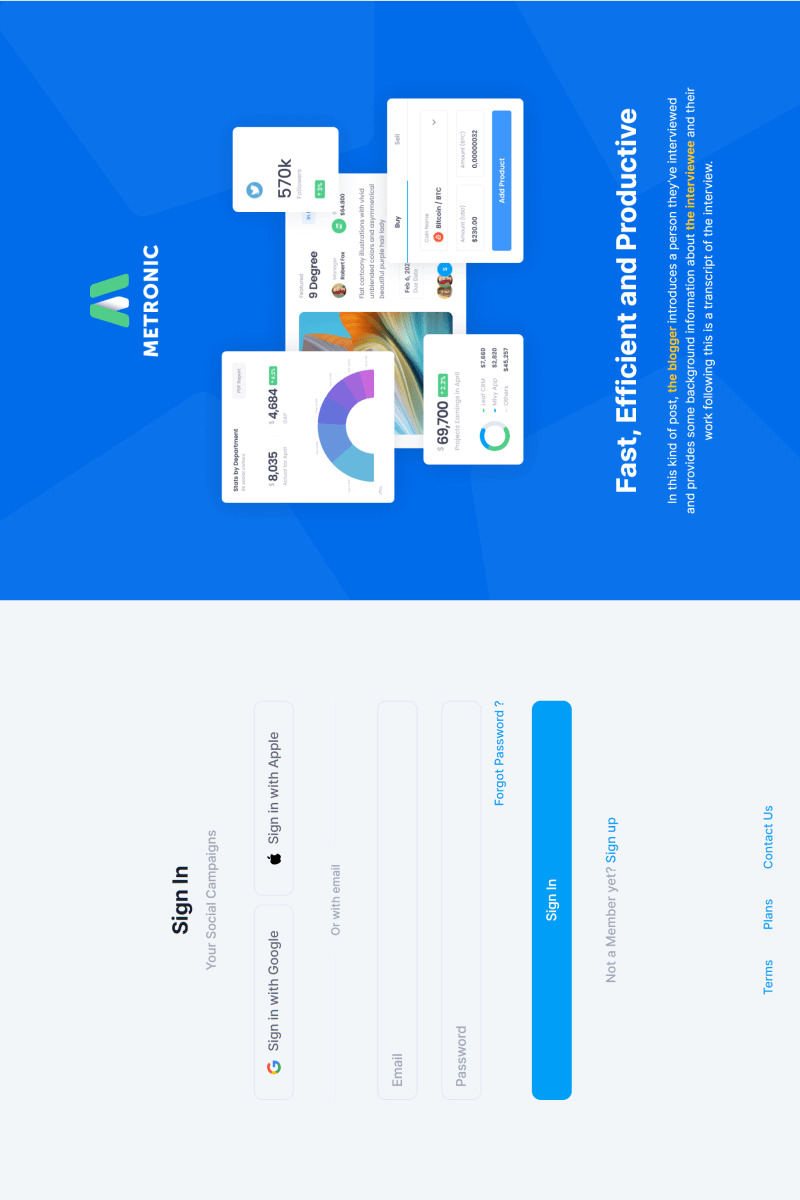 Sign In
Your Social Campaigns
Sign in with Google
Sign in with Apple
Or with email
Email
Password
Forgot Password ?
Sign In
Not a Member yet? Sign up
Terms
Plans
Contact Us
METRONIC
Stats by Department
PDF Report
$ 8,035
Actual for April
$ 4,684
4.5%
GAP
Featured
9 Degree
Manager
Robert Fox
$64.800
Flat cartoony illustrations with vivid
unblended colors and asymmetrical
beautiful purple hair lady
Feb 6, 202
Due Date
570k
Followers
Buy
Sell
Coin Name
Bitcoin / BTC
Amount (USD)
$230.00
Amount (BTC)
0,00000032
Add Product
$ 69,700
2.2%
Projects Earnings in April
Leaf CRM
$7,660
Mivy App
$2,820
Others
$45,257
Fast, Efficient and Productive
In this kind of post, the blogger introduces a person they've interviewed
and provides some background information about the interviewee and their
work following this is a transcript of the interview.